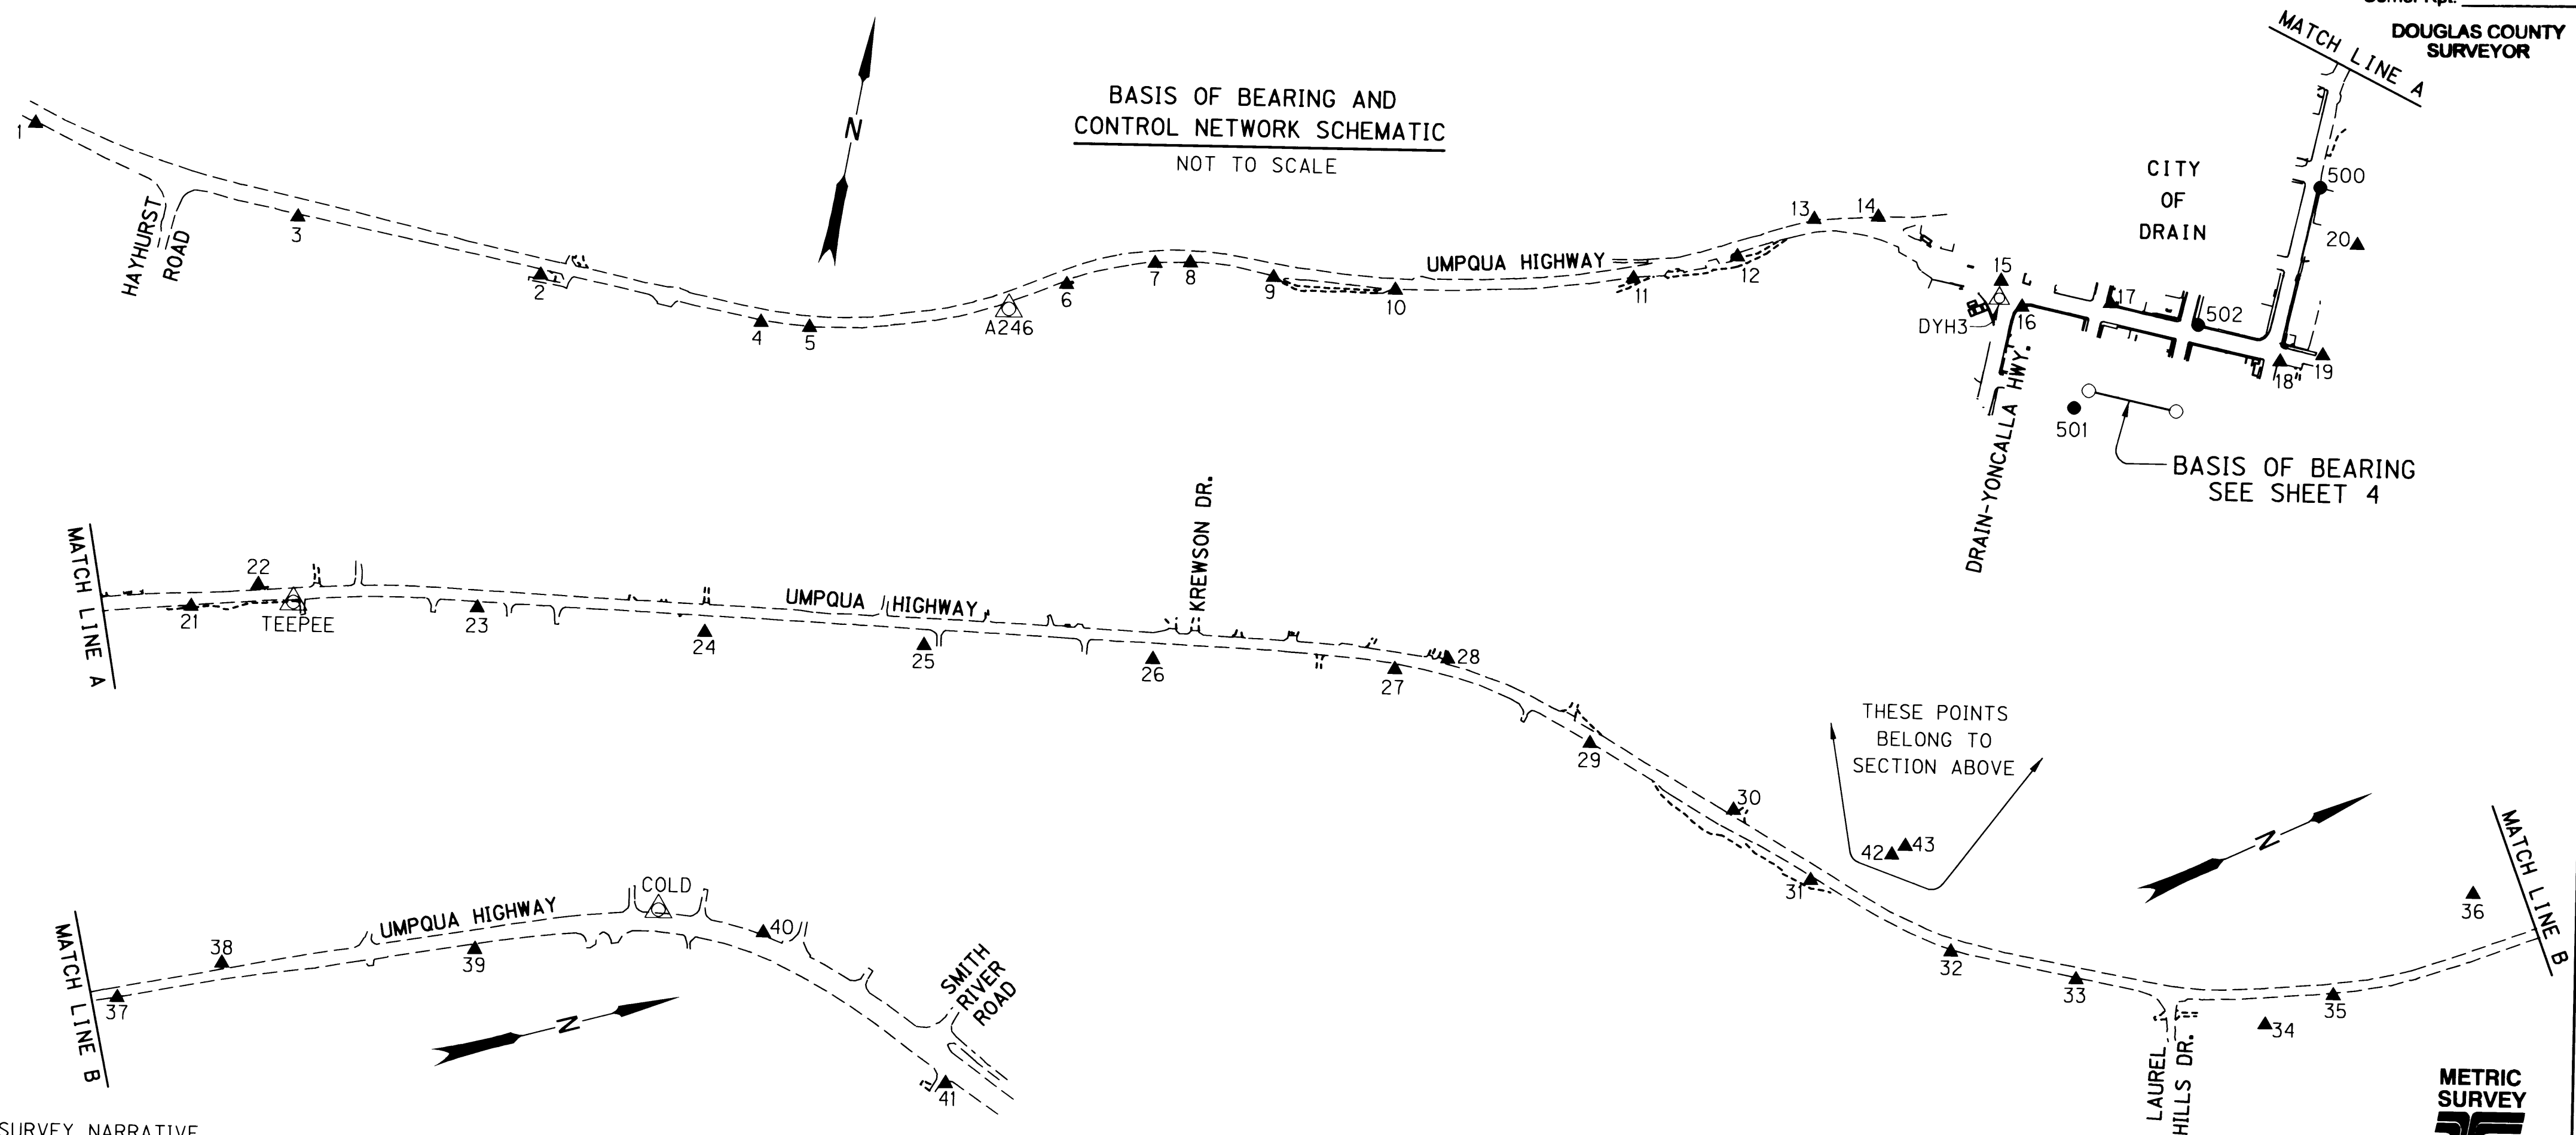 DOUGLAS COUNTY
SURVEYOR
MATCH LINE A
BASIS OF BEARING AND
CONTROL NETWORK SCHEMATIC
NOT TO SCALE
N
CITY
OF
DRAIN
1
HAYHURST
ROAD
3
2
4
5
A246
6
7
8
9
10
UMPQUA HIGHWAY
11
12
13
14
15
DYH3
16
17
502
500
20
18
19
501
DRAIN-YONCALLA HWY.
BASIS OF BEARING
SEE SHEET 4
MATCH LINE A
21
22
TEEPEE
23
24
UMPQUA HIGHWAY
25
26
KREWSON DR.
27
28
29
30
31
THESE POINTS
BELONG TO
SECTION ABOVE
42
43
32
33
LAUREL
HILLS DR.
34
35
36
N
MATCH LINE B
MATCH LINE B
37
38
UMPQUA HIGHWAY
39
COLD
40
SMITH
RIVER
ROAD
41
N
METRIC
SURVEY
SURVEY NARRATIVE